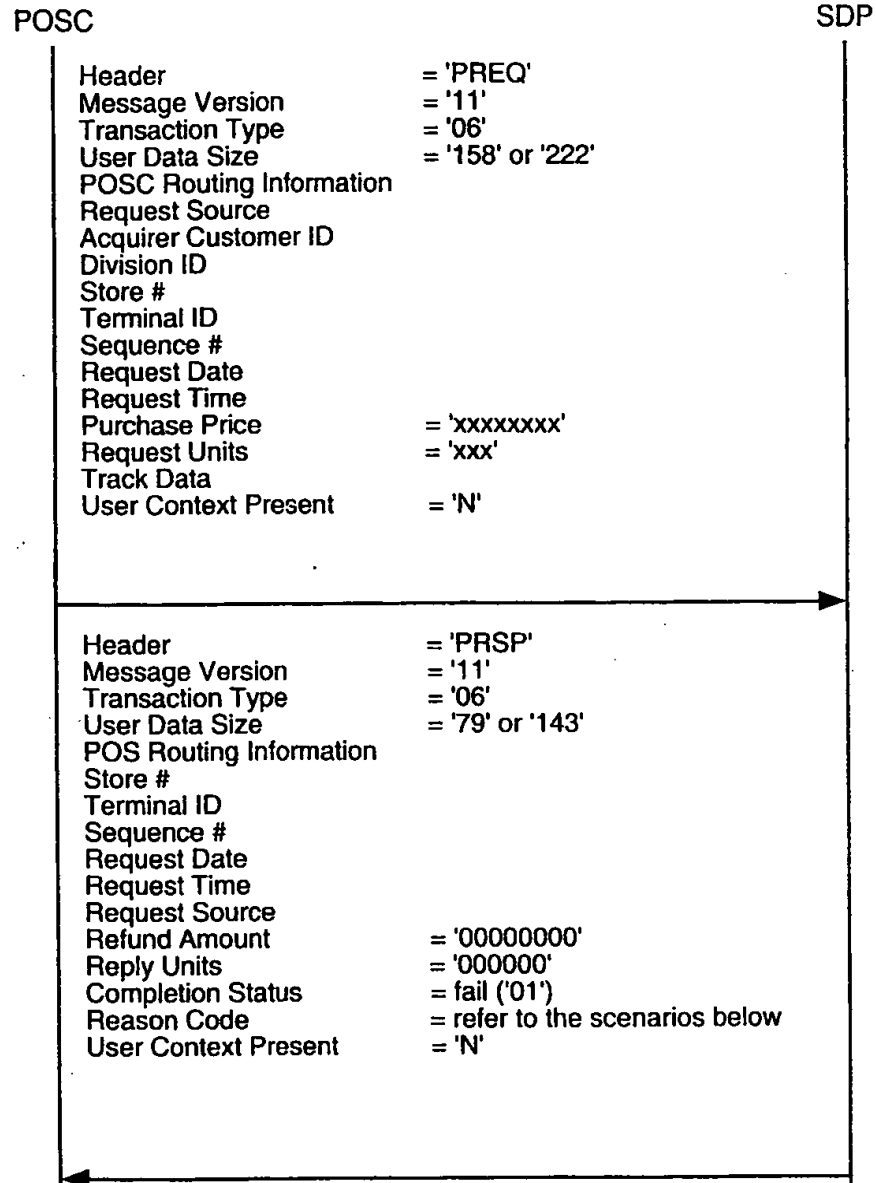 POSC SDP
Header = 'PREQ'
Message Version = '11'
Transaction Type = '06'
User Data Size = '158' or '222'
POSC Routing Information
Request Source
Acquirer Customer ID
Division ID
Store #
Terminal ID
Sequence #
Request Date
Request Time
Purchase Price = 'xxxxxxxx'
Request Units = 'xxx'
Track Data
User Context Present = 'N'
Header = 'PRSP'
Message Version = '11'
Transaction Type = '06'
User Data Size = '79' or '143'
POS Routing Information
Store #
Terminal ID
Sequence #
Request Date
Request Time
Request Source
Refund Amount = '00000000'
Reply Units = '000000'
Completion Status = fail ('01')
Reason Code = refer to the scenarios below
User Context Present = 'N'